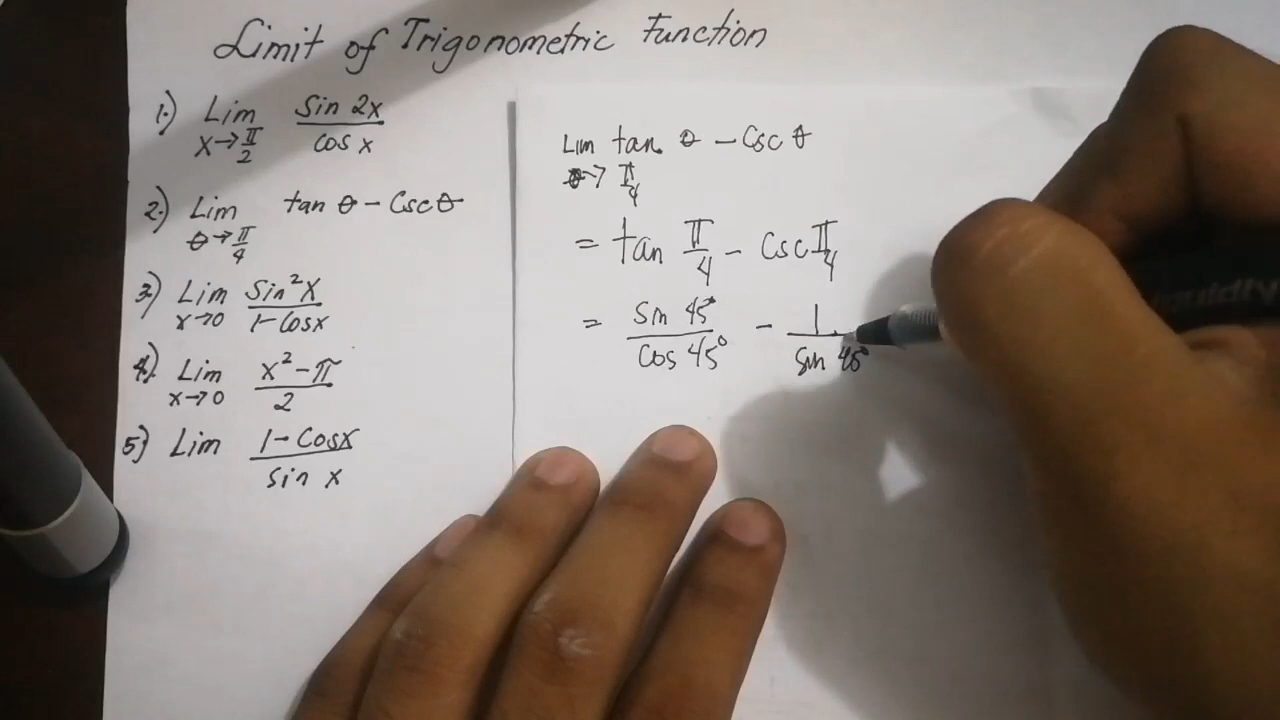 Limit of Trigonometric Function
1.) Lim x→π/2 sin 2x / cos x
2.) Lim θ→π/4 tan θ - Csc θ
3.) Lim x→0 Sin²x / 1-Cosx
4.) Lim x→0 x²-π / 2
5.) Lim 1-Cosx / sin x
Lim θ→π/4 tan θ - Csc θ
= tan π/4 - Csc π/4
= sin 45° / Cos 45° - 1 / sin 45°